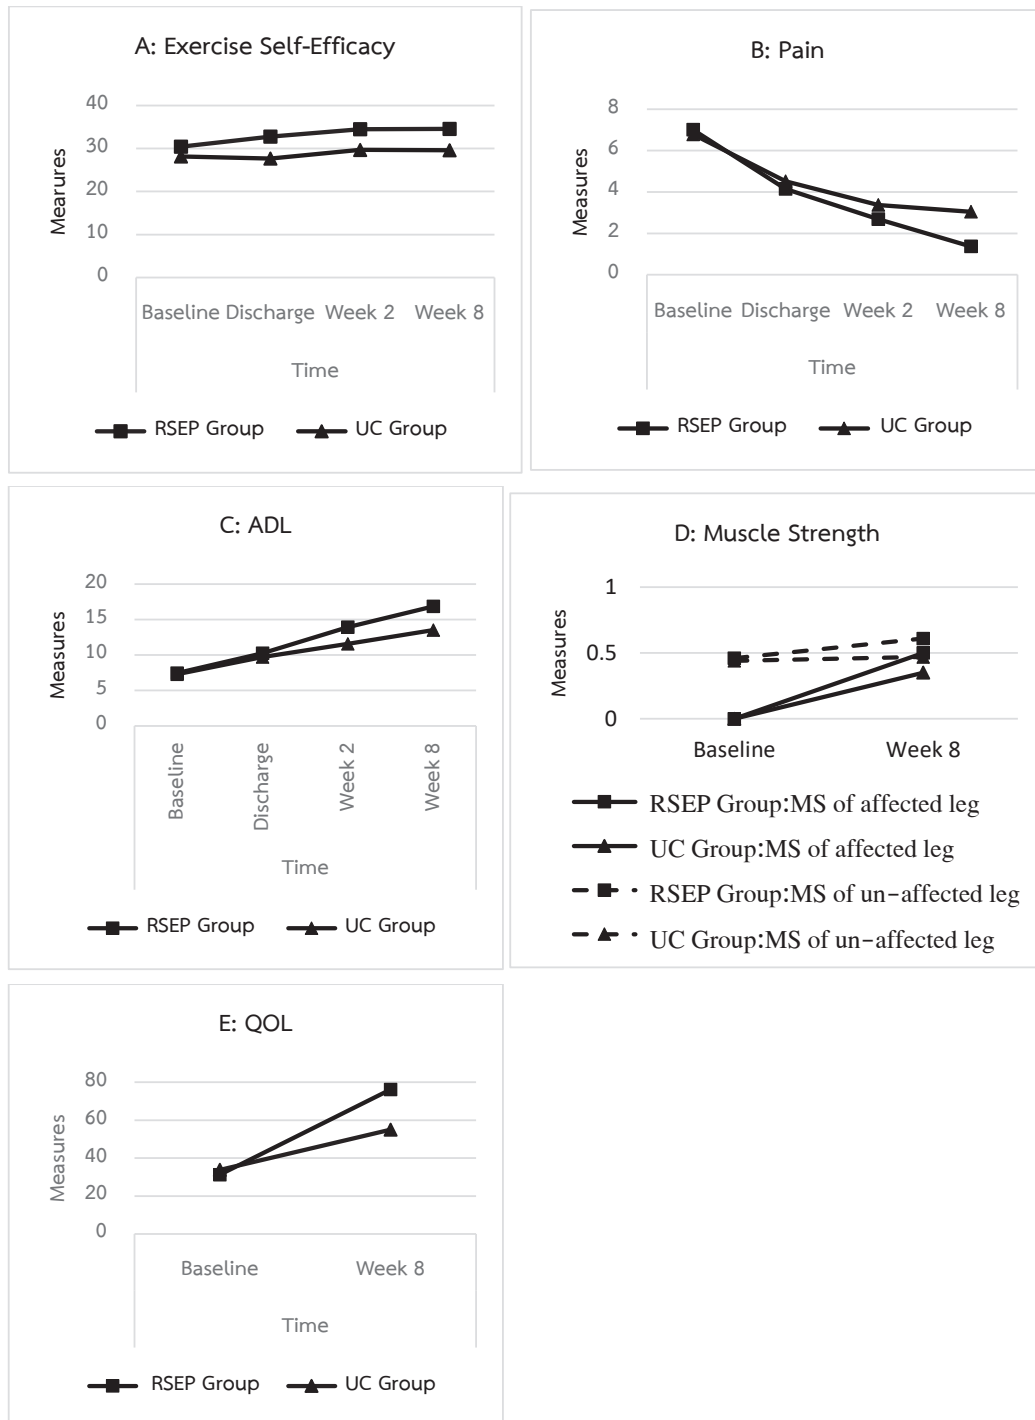 A: Exercise Self-Efficacy
Mearures
40
30
20
10
0
Baseline Discharge Week 2 Week 8
Time
RSEP Group UC Group
B: Pain
Measures
8
6
4
2
0
Baseline Discharge Week 2 Week 8
Time
RSEP Group UC Group
C: ADL
Measures
20
15
10
5
0
Baseline
Discharge
Week 2
Week 8
Time
RSEP Group UC Group
D: Muscle Strength
Measures
1
0.5
0
Baseline Week 8
RSEP Group:MS of affected leg
UC Group:MS of affected leg
RSEP Group:MS of un-affected leg
UC Group:MS of un-affected leg
E: QOL
Measures
80
60
40
20
0
Baseline Week 8
Time
RSEP Group UC Group